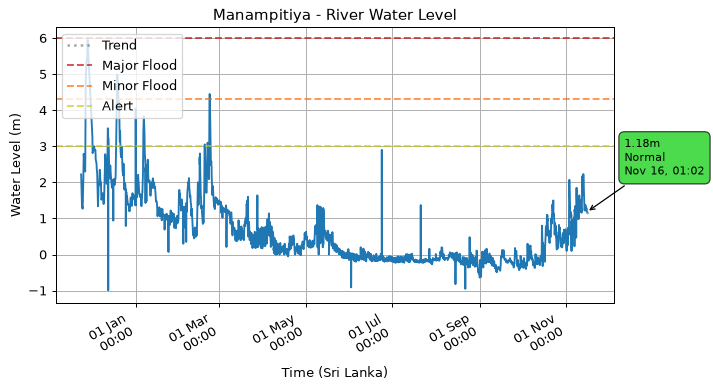 Manampitiya - River Water Level
Water Level (m)
6
5
4
3
2
1
0
−1
Trend
Major Flood
Minor Flood
Alert
1.18m
Normal
Nov 16, 01:02
01 Jan
00:00
01 Mar
00:00
01 May
00:00
01 Jul
00:00
01 Sep
00:00
01 Nov
00:00
Time (Sri Lanka)